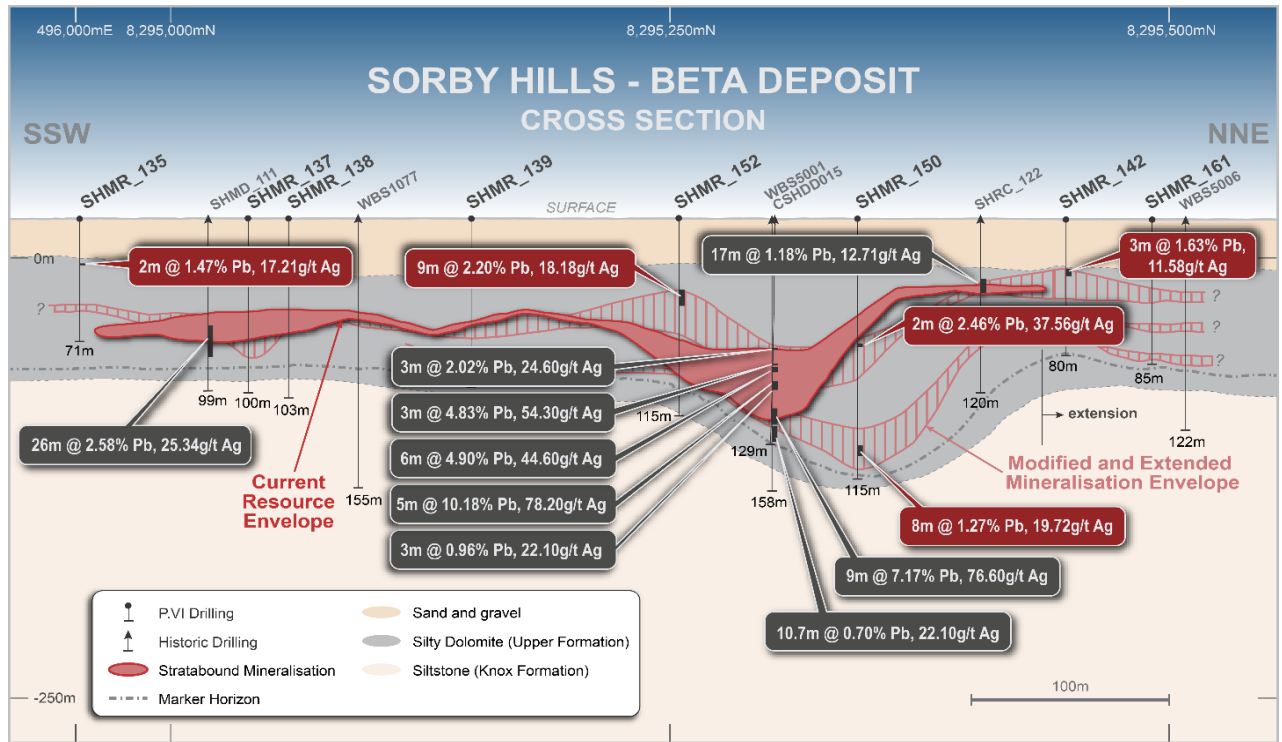 496,000mE 8,295,000mN 8,295,250mN 8,295,500mN
SORBY HILLS - BETA DEPOSIT
CROSS SECTION
SSW
NNE
SHMR_135
SHMD_111
SHMR_137
SHMR_138
WBS1077
SHMR_139
SHMR_152
WBS5001
CSHDD015
SHMR_150
SHRC_122
SHMR_142
SHMR_161
WBS5006
SURFACE
0m
2m @ 1.47% Pb, 17.21g/t Ag
9m @ 2.20% Pb, 18.18g/t Ag
17m @ 1.18% Pb, 12.71g/t Ag
3m @ 1.63% Pb,
11.58g/t Ag
?
?
?
?
2m @ 2.46% Pb, 37.56g/t Ag
71m
99m
100m
103m
155m
115m
129m
158m
115m
120m
80m
85m
122m
extension
3m @ 2.02% Pb, 24.60g/t Ag
3m @ 4.83% Pb, 54.30g/t Ag
6m @ 4.90% Pb, 44.60g/t Ag
5m @ 10.18% Pb, 78.20g/t Ag
3m @ 0.96% Pb, 22.10g/t Ag
26m @ 2.58% Pb, 25.34g/t Ag
Current
Resource
Envelope
Modified and Extended
Mineralisation Envelope
8m @ 1.27% Pb, 19.72g/t Ag
9m @ 7.17% Pb, 76.60g/t Ag
10.7m @ 0.70% Pb, 22.10g/t Ag
P.VI Drilling
Historic Drilling
Stratabound Mineralisation
Marker Horizon
Sand and gravel
Silty Dolomite (Upper Formation)
Siltstone (Knox Formation)
-250m
100m